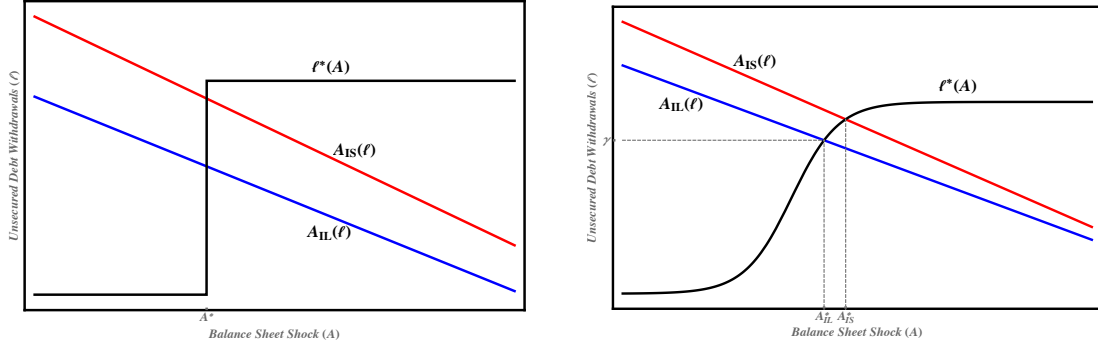 Unsecured Debt Withdrawals (ℓ)
ℓ*(A)
A_IS(ℓ)
A_IL(ℓ)
A*
Balance Sheet Shock (A)
Unsecured Debt Withdrawals (ℓ)
A_IS(ℓ)
A_IL(ℓ)
ℓ*(A)
γ
A*_IL A*_IS
Balance Sheet Shock (A)